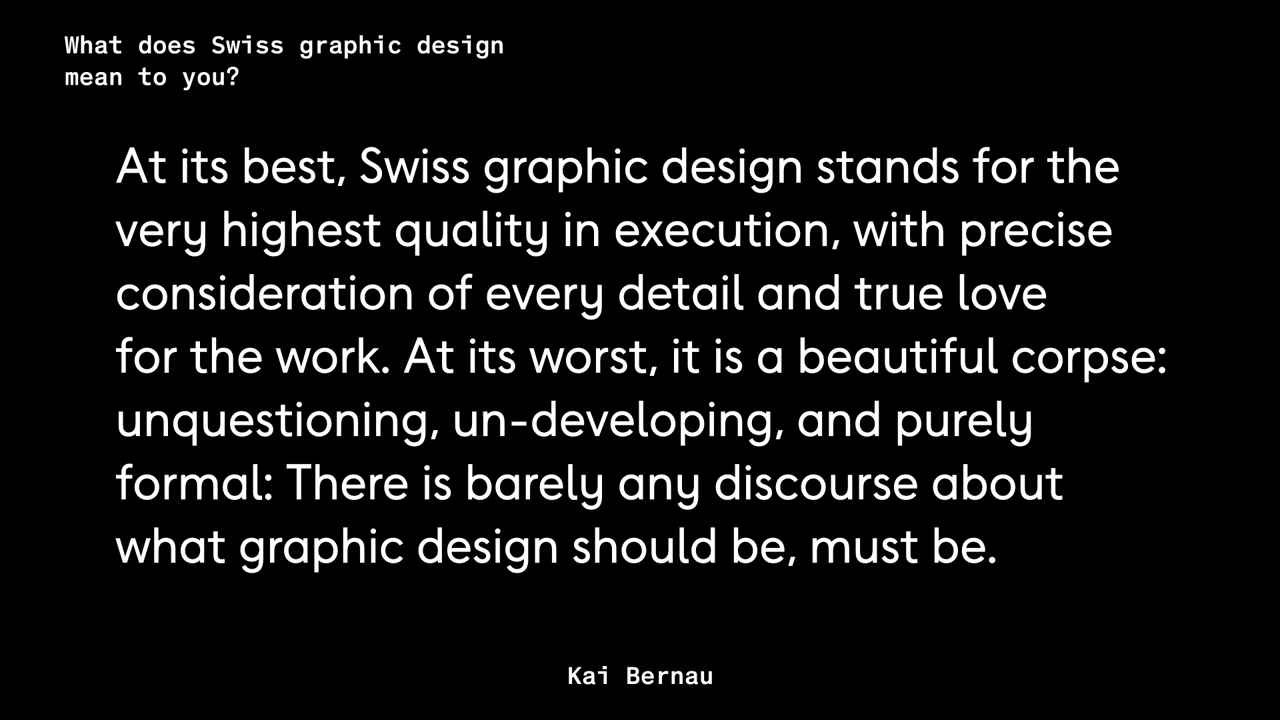 What does Swiss graphic design
mean to you?
At its best, Swiss graphic design stands for the
very highest quality in execution, with precise
consideration of every detail and true love
for the work. At its worst, it is a beautiful corpse:
unquestioning, un-developing, and purely
formal: There is barely any discourse about
what graphic design should be, must be.
Kai Bernau